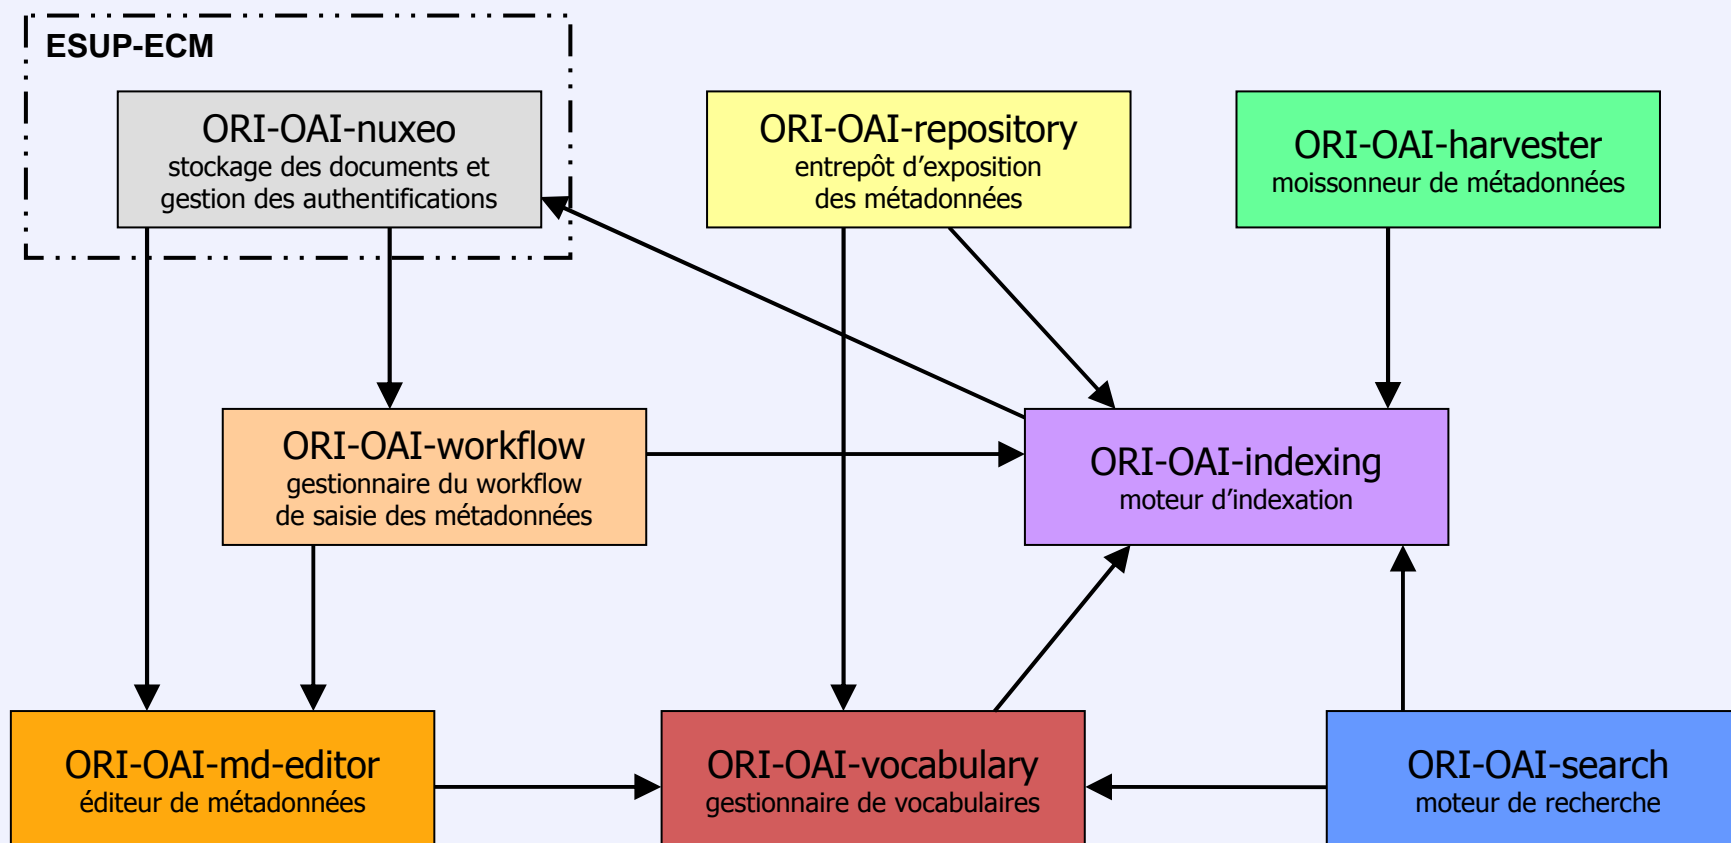 ESUP-ECM
ORI-OAI-nuxeo
stockage des documents et
gestion des authentifications
ORI-OAI-repository
entrepôt d’exposition
des métadonnées
ORI-OAI-harvester
moissonneur de métadonnées
ORI-OAI-workflow
gestionnaire du workflow
de saisie des métadonnées
ORI-OAI-indexing
moteur d’indexation
ORI-OAI-md-editor
éditeur de métadonnées
ORI-OAI-vocabulary
gestionnaire de vocabulaires
ORI-OAI-search
moteur de recherche